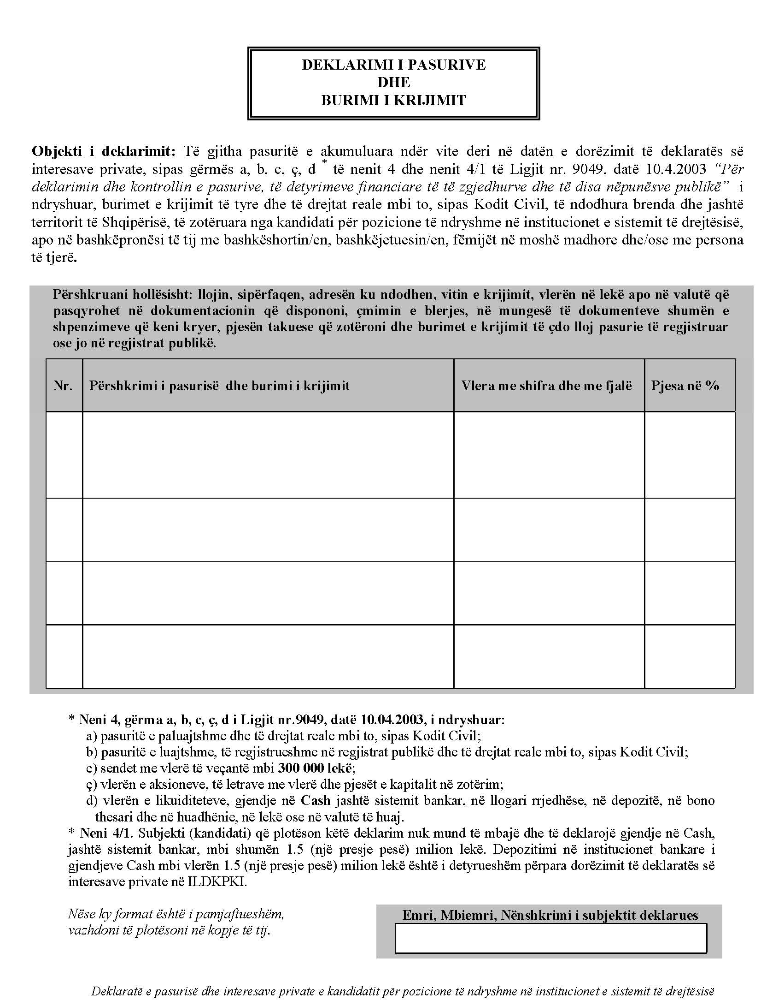 DEKLARIMI I PASURIVE
DHE
BURIMI I KRIJIMIT
Objekti i deklarimit: Të gjitha pasuritë e akumuluara ndër vite deri në datën e dorëzimit të deklaratës së
interesave private, sipas gërmës a, b, c, ç, d * të nenit 4 dhe nenit 4/1 të Ligjit nr. 9049, datë 10.4.2003 “Për
deklarimin dhe kontrollin e pasurive, të detyrimeve financiare të të zgjedhurve dhe të disa nëpunësve publikë” i
ndryshuar, burimet e krijimit të tyre dhe të drejtat reale mbi to, sipas Kodit Civil, të ndodhura brenda dhe jashtë
territorit të Shqipërisë, të zotëruara nga kandidati për pozicione të ndryshme në institucionet e sistemit të drejtësisë,
apo në bashkëpronësi të tij me bashkëshortin/en, bashkëjetuesin/en, fëmijët në moshë madhore dhe/ose me persona
të tjerë.
Përshkruani hollësisht: llojin, sipërfaqen, adresën ku ndodhen, vitin e krijimit, vlerën në lekë apo në valutë që
pasqyrohet në dokumentacionin që dispononi, çmimin e blerjes, në mungesë të dokumenteve shumën e
shpenzimeve që keni kryer, pjesën takuese që zotëroni dhe burimet e krijimit të çdo lloj pasurie të regjistruar
ose jo në regjistrat publikë.
Nr. Përshkrimi i pasurisë dhe burimi i krijimit Vlera me shifra dhe me fjalë Pjesa në %
* Neni 4, gërma a, b, c, ç, d i Ligjit nr.9049, datë 10.04.2003, i ndryshuar:
a) pasuritë e paluajtshme dhe të drejtat reale mbi to, sipas Kodit Civil;
b) pasuritë e luajtshme, të regjistrueshme në regjistrat publikë dhe të drejtat reale mbi to, sipas Kodit Civil;
c) sendet me vlerë të veçantë mbi 300 000 lekë;
ç) vlerën e aksioneve, të letrave me vlerë dhe pjesët e kapitalit në zotërim;
d) vlerën e likuiditeteve, gjendje në Cash jashtë sistemit bankar, në llogari rrjedhëse, në depozitë, në bono
thesari dhe në huadhënie, në lekë ose në valutë të huaj.
* Neni 4/1. Subjekti (kandidati) që plotëson këtë deklarim nuk mund të mbajë dhe të deklarojë gjendje në Cash,
jashtë sistemit bankar, mbi shumën 1.5 (një presje pesë) milion lekë. Depozitimi në institucionet bankare i
gjendjeve Cash mbi vlerën 1.5 (një presje pesë) milion lekë është i detyrueshëm përpara dorëzimit të deklaratës së
interesave private në ILDKPKI.
Nëse ky format është i pamjaftueshëm,
vazhdoni të plotësoni në kopje të tij.
Emri, Mbiemri, Nënshkrimi i subjektit deklarues
Deklaratë e pasurisë dhe interesave private e kandidatit për pozicione të ndryshme në institucionet e sistemit të drejtësisë